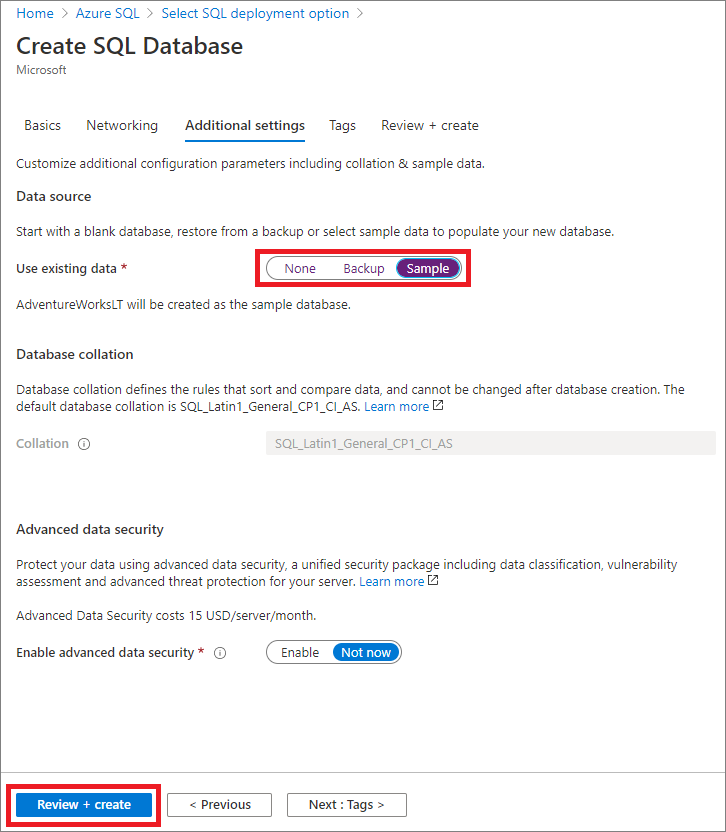 Home > Azure SQL > Select SQL deployment option >
Create SQL Database
Microsoft
Basics Networking Additional settings Tags Review + create
Customize additional configuration parameters including collation & sample data.
Data source
Start with a blank database, restore from a backup or select sample data to populate your new database.
Use existing data * None Backup Sample
AdventureWorksLT will be created as the sample database.
Database collation
Database collation defines the rules that sort and compare data, and cannot be changed after database creation. The
default database collation is SQL_Latin1_General_CP1_CI_AS. Learn more
Collation SQL_Latin1_General_CP1_CI_AS
Advanced data security
Protect your data using advanced data security, a unified security package including data classification, vulnerability
assessment and advanced threat protection for your server. Learn more
Advanced Data Security costs 15 USD/server/month.
Enable advanced data security * Enable Not now
Review + create < Previous Next : Tags >